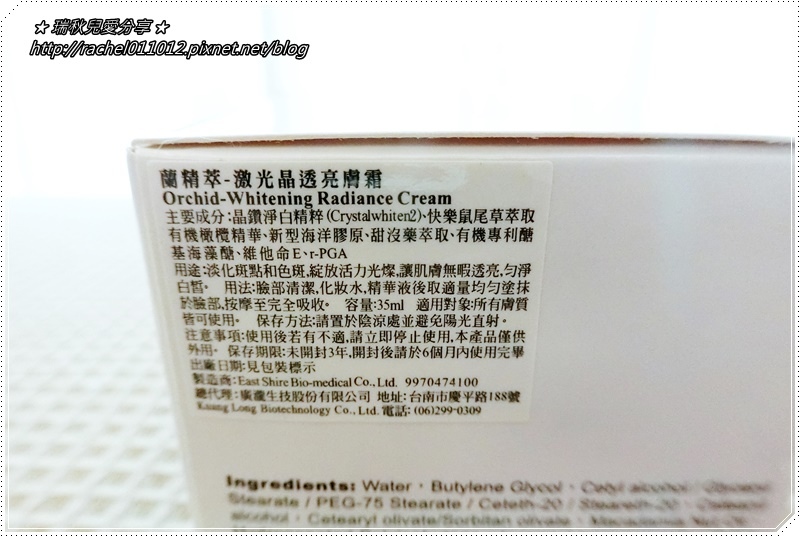 ★ 瑞秋兒愛分享 ★
http://rachel011012.pixnet.net/blog
蘭精萃-激光晶透亮膚霜
Orchid-Whitening Radiance Cream
主要成分:晶鑽淨白精粹(Crystalwhiten2)、快樂鼠尾草萃取
有機橄欖精華、新型海洋膠原、甜沒藥萃取、有機專利醣
基海藻醣、維他命E、r-PGA
用途:淡化斑點和色斑,綻放活力光燦,讓肌膚無暇透亮,勻淨
白皙。 用法:臉部清潔,化妝水,精華液後取適量均勻塗抹
於臉部,按摩至完全吸收。 容量:35ml 適用對象:所有膚質
皆可使用。 保存方法:請置於陰涼處並避免陽光直射。
注意事項:使用後若有不適,請立即停止使用,本產品僅供
外用。保存期限:未開封3年,開封後請於6個月內使用完畢
出廠日期:見包裝標示
製造商:East Shire Bio-medical Co., Ltd. 9970474100
總代理:廣瀧生技股份有限公司 地址:台南市慶平路188號
Kuang Long Biotechnology Co., Ltd. 電話: (06)299-0309
Ingredients: Water、Butylene Glycol、Cetyl alcohol / Glyceryl
Stearate / PEG-75 Stearate / Ceteth-20 / Steareth-20、Cetearyl
alcohol、Cetearyl olivate/Sorbitan olivate、